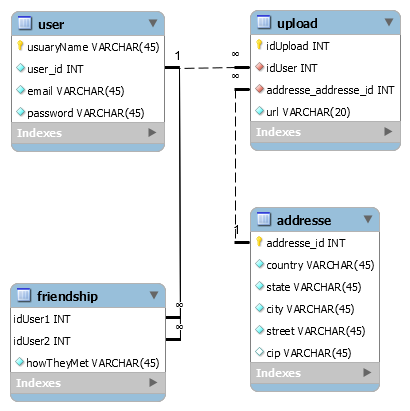 user
usuaryName VARCHAR(45)
user_id INT
email VARCHAR(45)
password VARCHAR(45)
Indexes
1
∞
∞
upload
idUpload INT
idUser INT
addresse_addresse_id INT
url VARCHAR(20)
Indexes
1
addresse
addresse_id INT
country VARCHAR(45)
state VARCHAR(45)
city VARCHAR(45)
street VARCHAR(45)
cip VARCHAR(45)
Indexes
friendship
idUser1 INT
idUser2 INT
howTheyMet VARCHAR(45)
Indexes
∞
∞